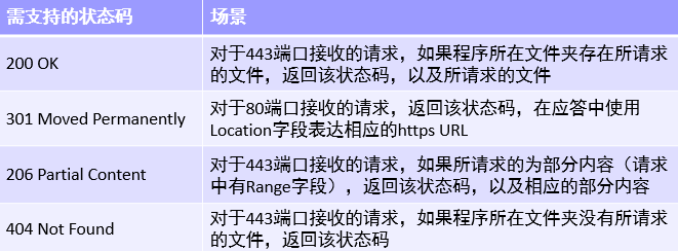 需支持的状态码 场景
200 OK
对于443端口接收的请求，如果程序所在文件夹存在所请求
的文件，返回该状态码，以及所请求的文件
301 Moved Permanently
对于80端口接收的请求，返回该状态码，在应答中使用
Location字段表达相应的https URL
206 Partial Content
对于443端口接收的请求，如果所请求的为部分内容（请求
中有Range字段），返回该状态码，以及相应的部分内容
404 Not Found
对于443端口接收的请求，如果程序所在文件夹没有所请求
的文件，返回该状态码